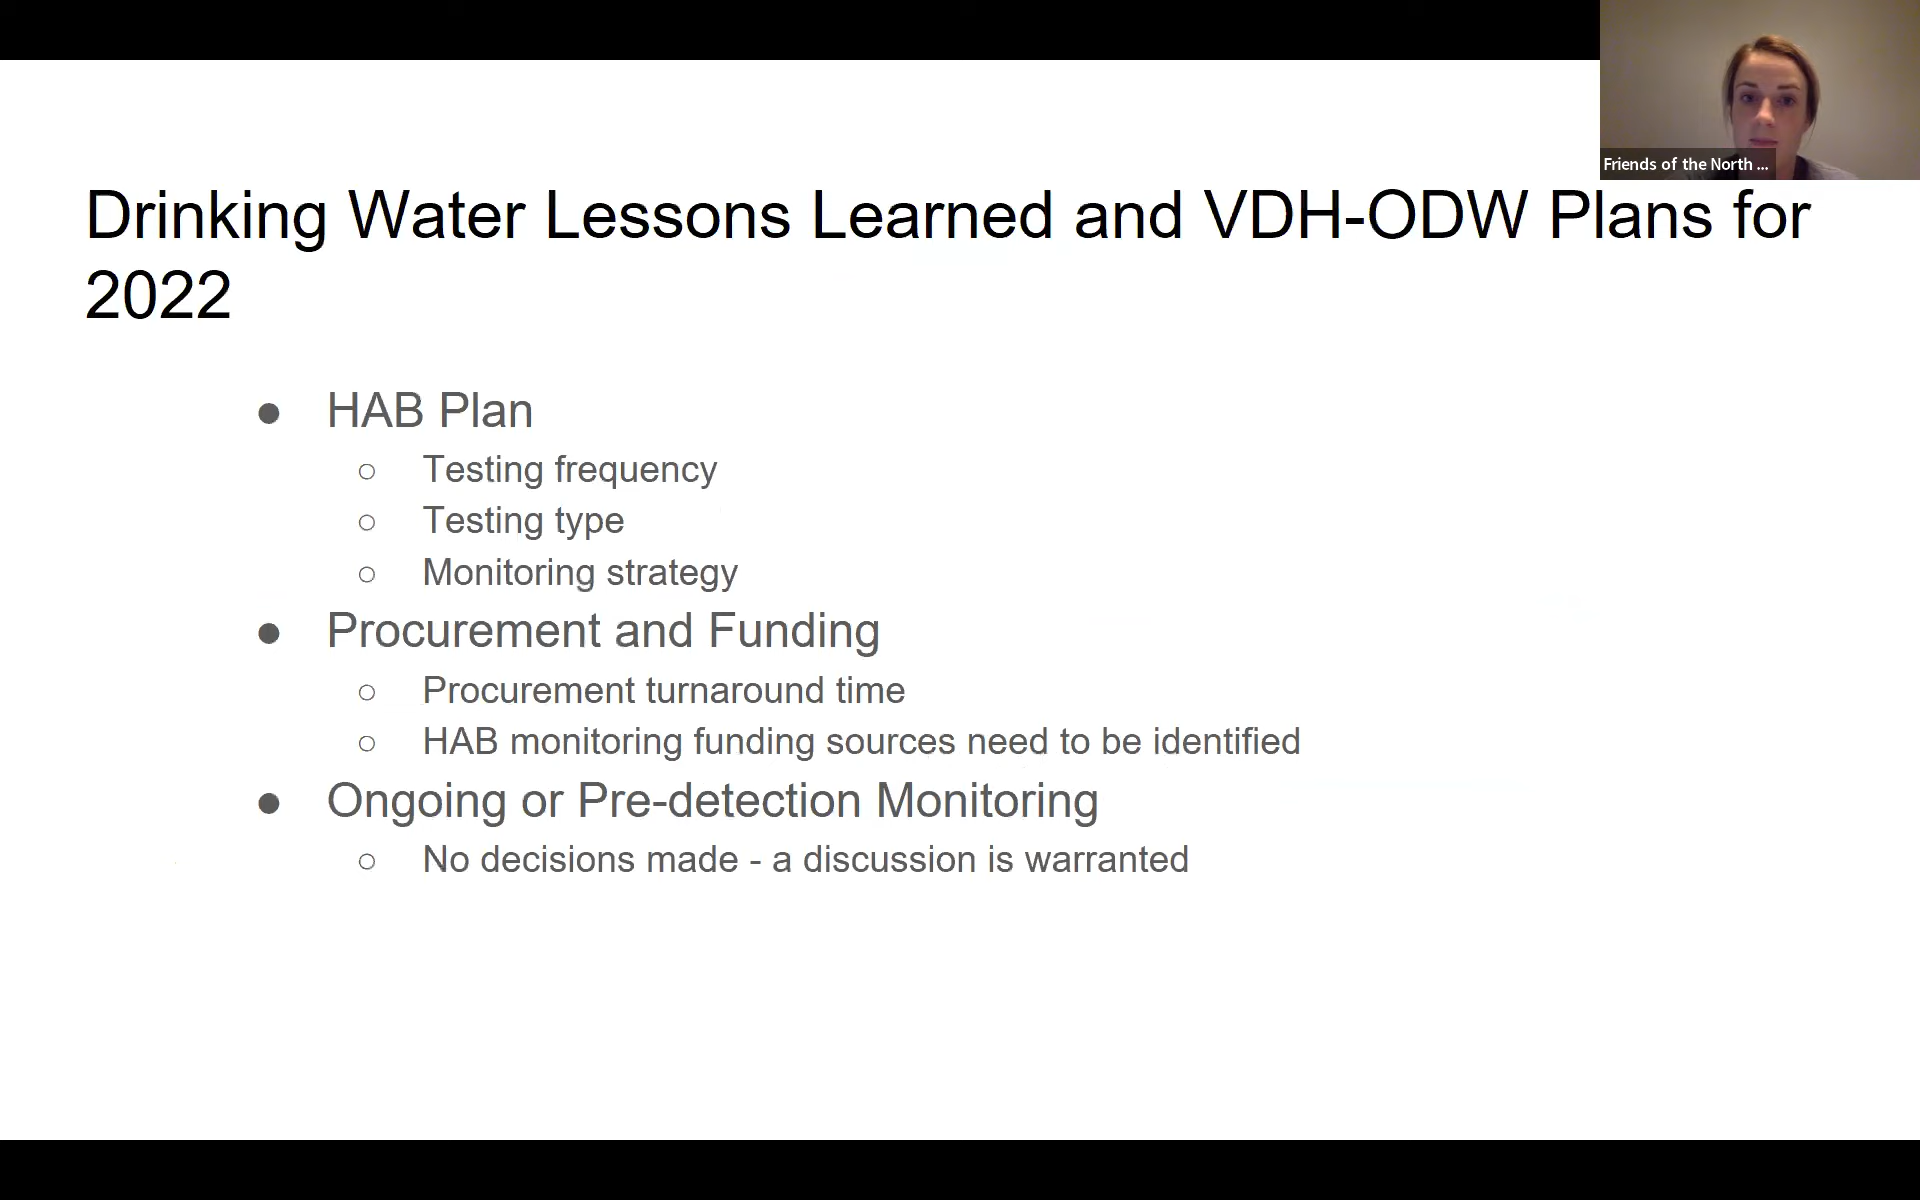 Friends of the North ...
Drinking Water Lessons Learned and VDH-ODW Plans for
2022
● HAB Plan
○ Testing frequency
○ Testing type
○ Monitoring strategy
● Procurement and Funding
○ Procurement turnaround time
○ HAB monitoring funding sources need to be identified
● Ongoing or Pre-detection Monitoring
○ No decisions made - a discussion is warranted